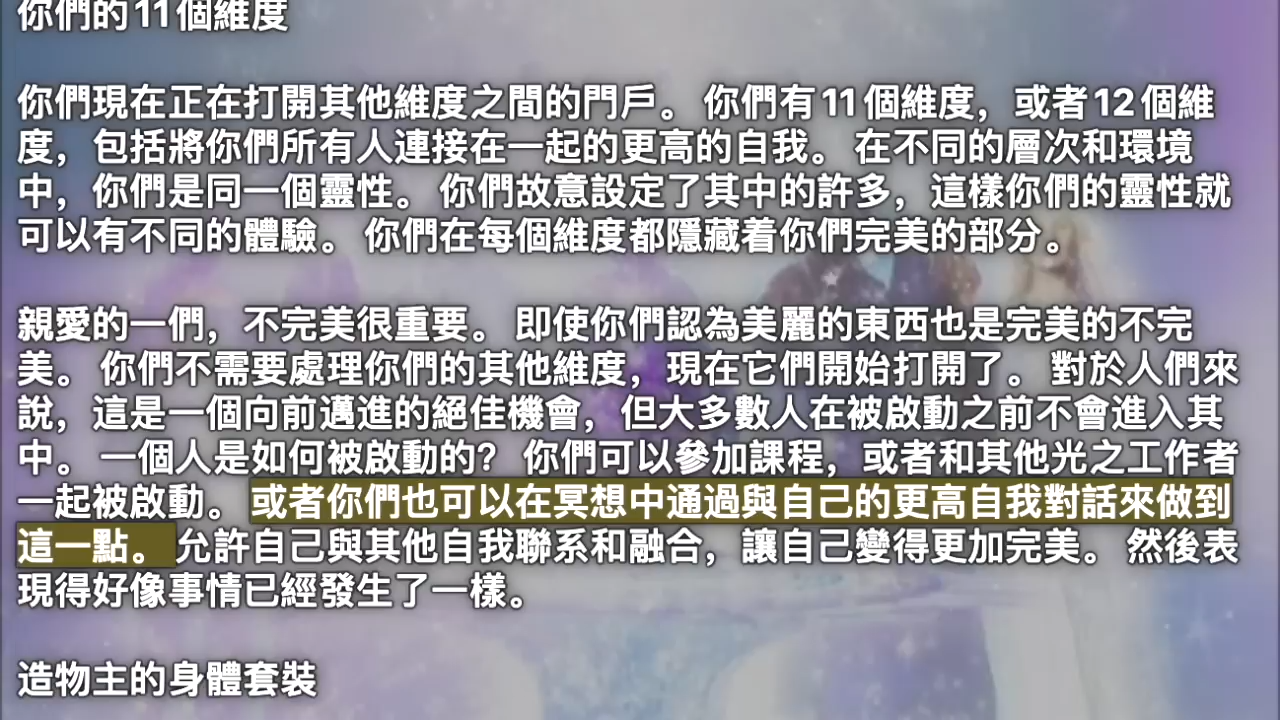 你們的11個維度
你們現在正在打開其他維度之間的門戶。 你們有11個維度，或者12個維
度，包括將你們所有人連接在一起的更高的自我。 在不同的層次和環境
中，你們是同一個靈性。 你們故意設定了其中的許多，這樣你們的靈性就
可以有不同的體驗。 你們在每個維度都隱藏着你們完美的部分。
親愛的一們，不完美很重要。 即使你們認為美麗的東西也是完美的不完
美。 你們不需要處理你們的其他維度，現在它們開始打開了。 對於人們來
說，這是一個向前邁進的絕佳機會，但大多數人在被啟動之前不會進入其
中。 一個人是如何被啟動的？ 你們可以參加課程，或者和其他光之工作者
一起被啟動。 或者你們也可以在冥想中通過與自己的更高自我對話來做到
這一點。 允許自己與其他自我聯系和融合，讓自己變得更加完美。 然後表
現得好像事情已經發生了一樣。
造物主的身體套裝